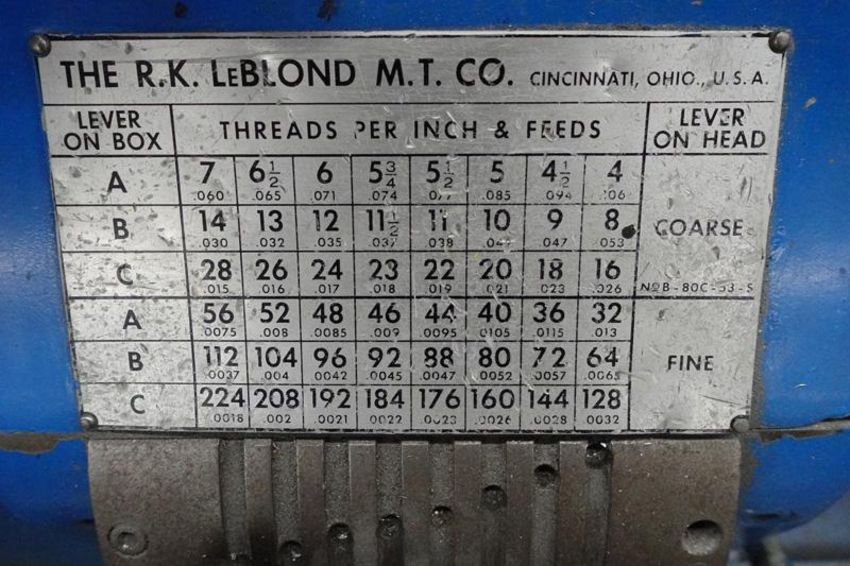 THE R.K. LEBLOND M.T. CO. CINCINNATI, OHIO., U.S.A.
LEVER ON BOX THREADS PER INCH & FEEDS LEVER ON HEAD
A 7 6½ 6 5¾ 5½ 5 4½ 4
.060 .065 .071 .074 .085 .094 .106
B 14 13 12 11½ 11 10 9 8 COARSE
.030 .032 .035 .037 .038 .047 .053
C 28 26 24 23 22 20 18 16
.015 .016 .017 .018 .019 .021 .023 .026
A 56 52 48 46 44 40 36 32
.0075 .008 .0085 .009 .0095 .0105 .0115 .013
B 112 104 96 92 88 80 72 64 FINE
.0037 .004 .0042 .0045 .0047 .0052 .0057 .0065
C 224 208 192 184 176 160 144 128
.0018 .002 .0021 .0022 .0023 .0026 .0028 .0032